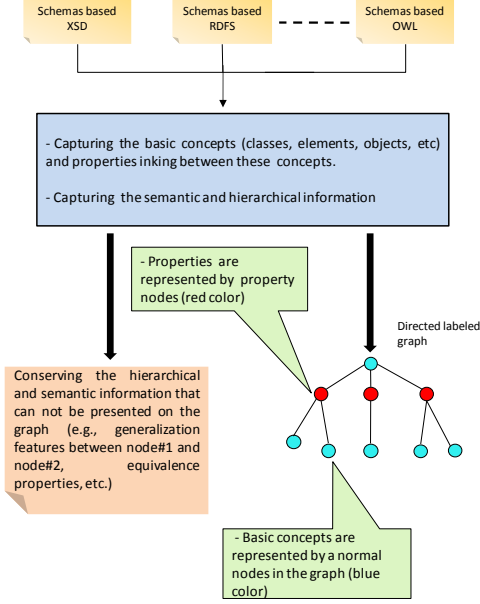 Schemas based
XSD
Schemas based
RDFS
Schemas based
OWL
- Capturing the basic concepts (classes, elements, objects, etc)
and properties inking between these concepts.
- Capturing the semantic and hierarchical information
- Properties are
represented by property
nodes (red color)
Directed labeled
graph
Conserving the hierarchical
and semantic information that
can not be presented on the
graph (e.g., generalization
features between node#1 and
node#2, equivalence
properties, etc.)
- Basic concepts are
represented by a normal
nodes in the graph (blue
color)